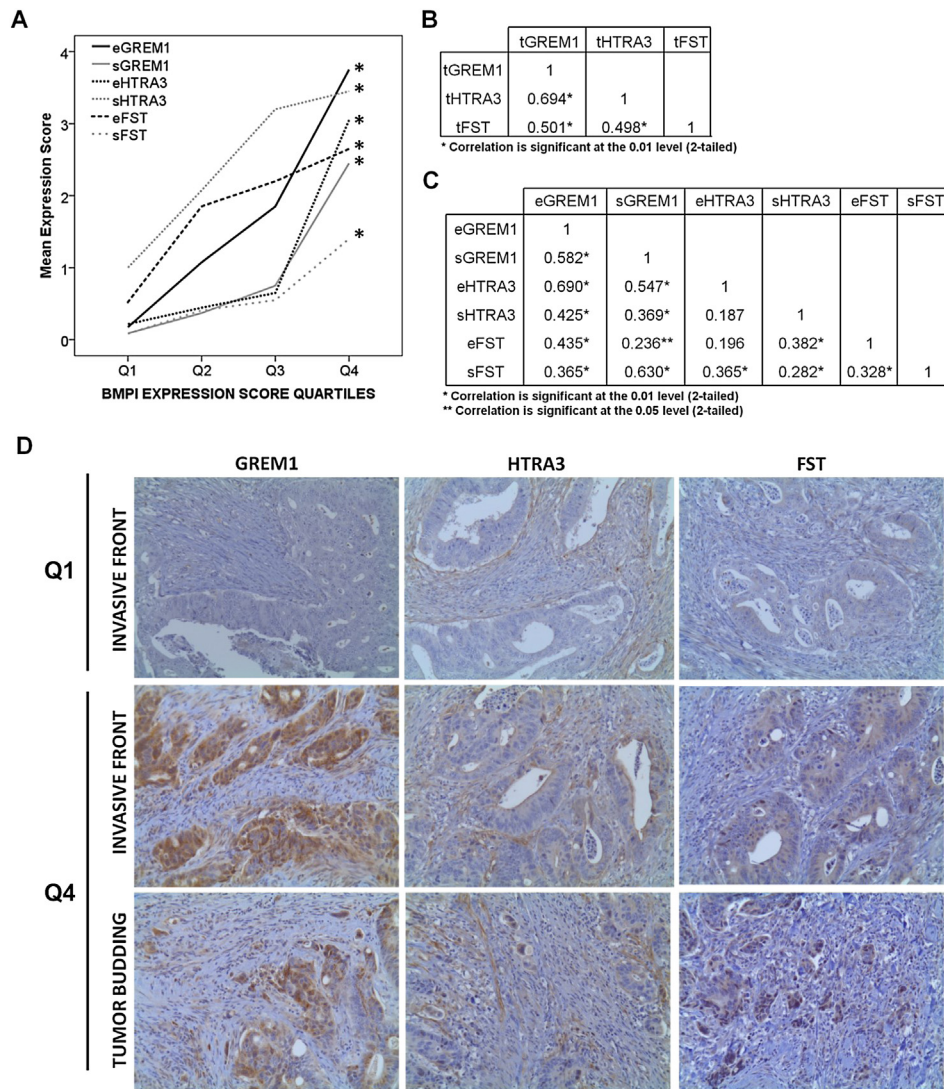 A
4
3
2
1
0
Mean Expression Score
eGREM1
sGREM1
eHTRA3
sHTRA3
eFST
sFST
*
*
*
*
*
*
Q1 Q2 Q3 Q4
BMPI EXPRESSION SCORE QUARTILES
B
tGREM1 tHTRA3 tFST
tGREM1 1
tHTRA3 0.694* 1
tFST 0.501* 0.498* 1
* Correlation is significant at the 0.01 level (2-tailed)
C
eGREM1 sGREM1 eHTRA3 sHTRA3 eFST sFST
eGREM1 1
sGREM1 0.582* 1
eHTRA3 0.690* 0.547* 1
sHTRA3 0.425* 0.369* 0.187 1
eFST 0.435* 0.236** 0.196 0.382* 1
sFST 0.365* 0.630* 0.365* 0.282* 0.328* 1
* Correlation is significant at the 0.01 level (2-tailed)
** Correlation is significant at the 0.05 level (2-tailed)
D
GREM1 HTRA3 FST
Q1
INVASIVE FRONT
Q4
INVASIVE FRONT
TUMOR BUDDING